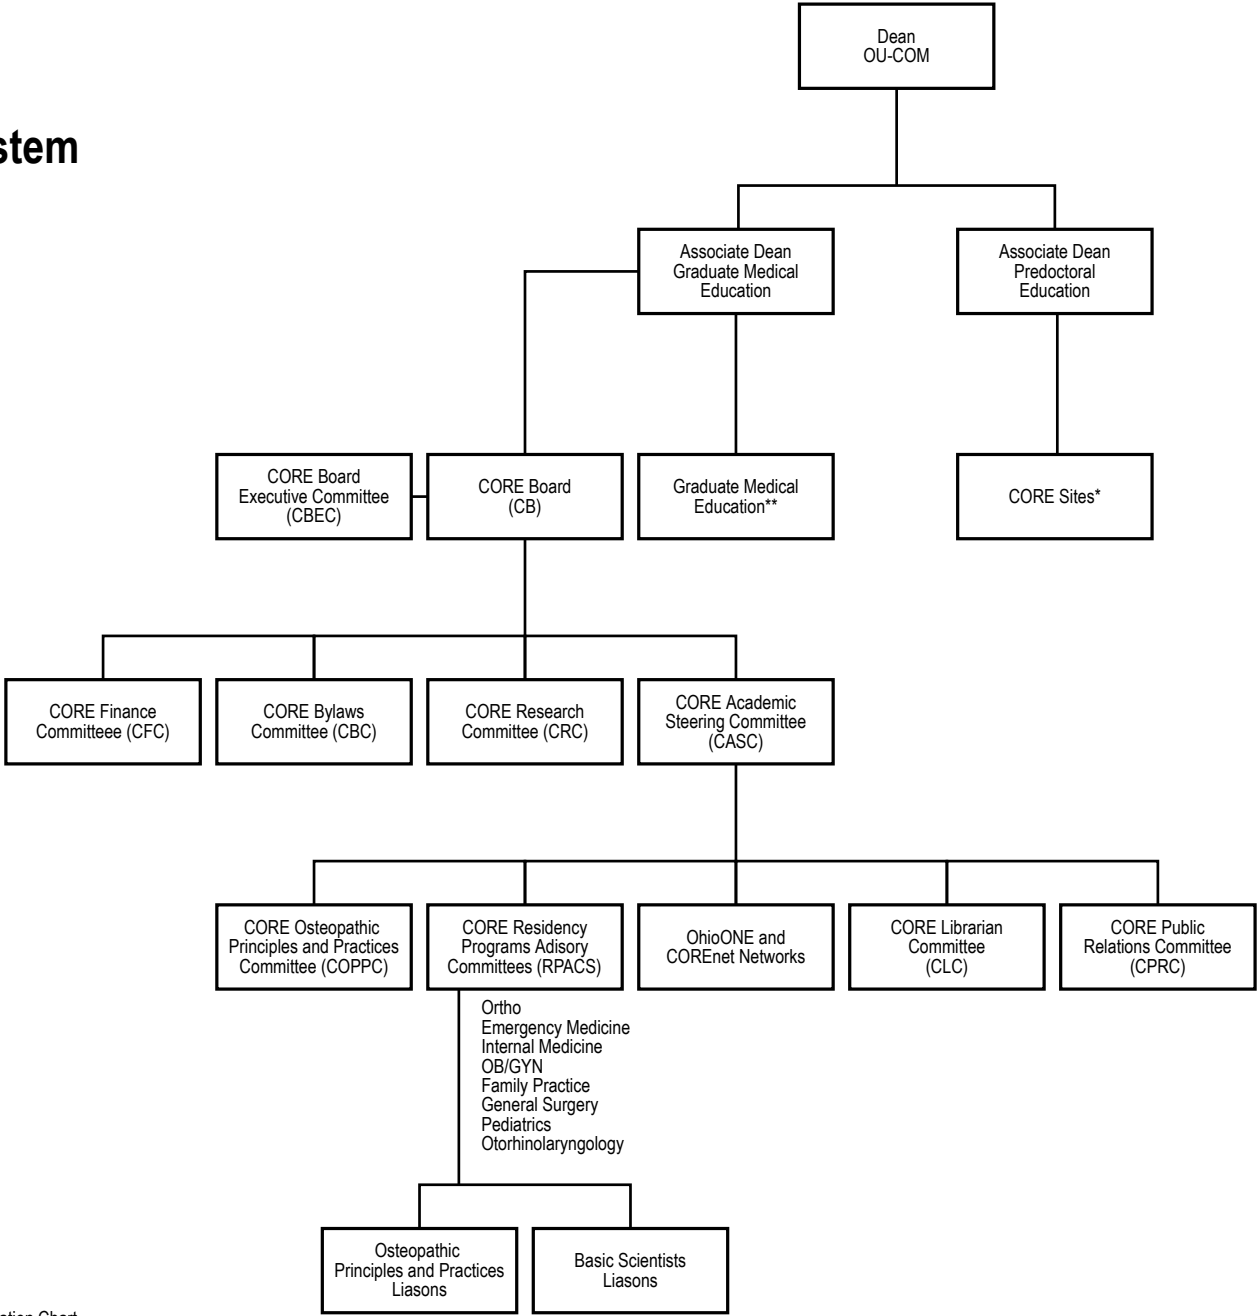 Dean
OU-COM
stem
Associate Dean
Graduate Medical
Education
Associate Dean
Predoctoral
Education
CORE Board
Executive Committee
(CBEC)
CORE Board
(CB)
Graduate Medical
Education**
CORE Sites*
CORE Finance
Committeee (CFC)
CORE Bylaws
Committee (CBC)
CORE Research
Committee (CRC)
CORE Academic
Steering Committee
(CASC)
CORE Osteopathic
Principles and Practices
Committee (COPPC)
CORE Residency
Programs Adisory
Committees (RPACS)
OhioONE and
COREnet Networks
CORE Librarian
Committee
(CLC)
CORE Public
Relations Committee
(CPRC)
Ortho
Emergency Medicine
Internal Medicine
OB/GYN
Family Practice
General Surgery
Pediatrics
Otorhinolaryngology
Osteopathic
Principles and Practices
Liasons
Basic Scientists
Liasons
ation Chart